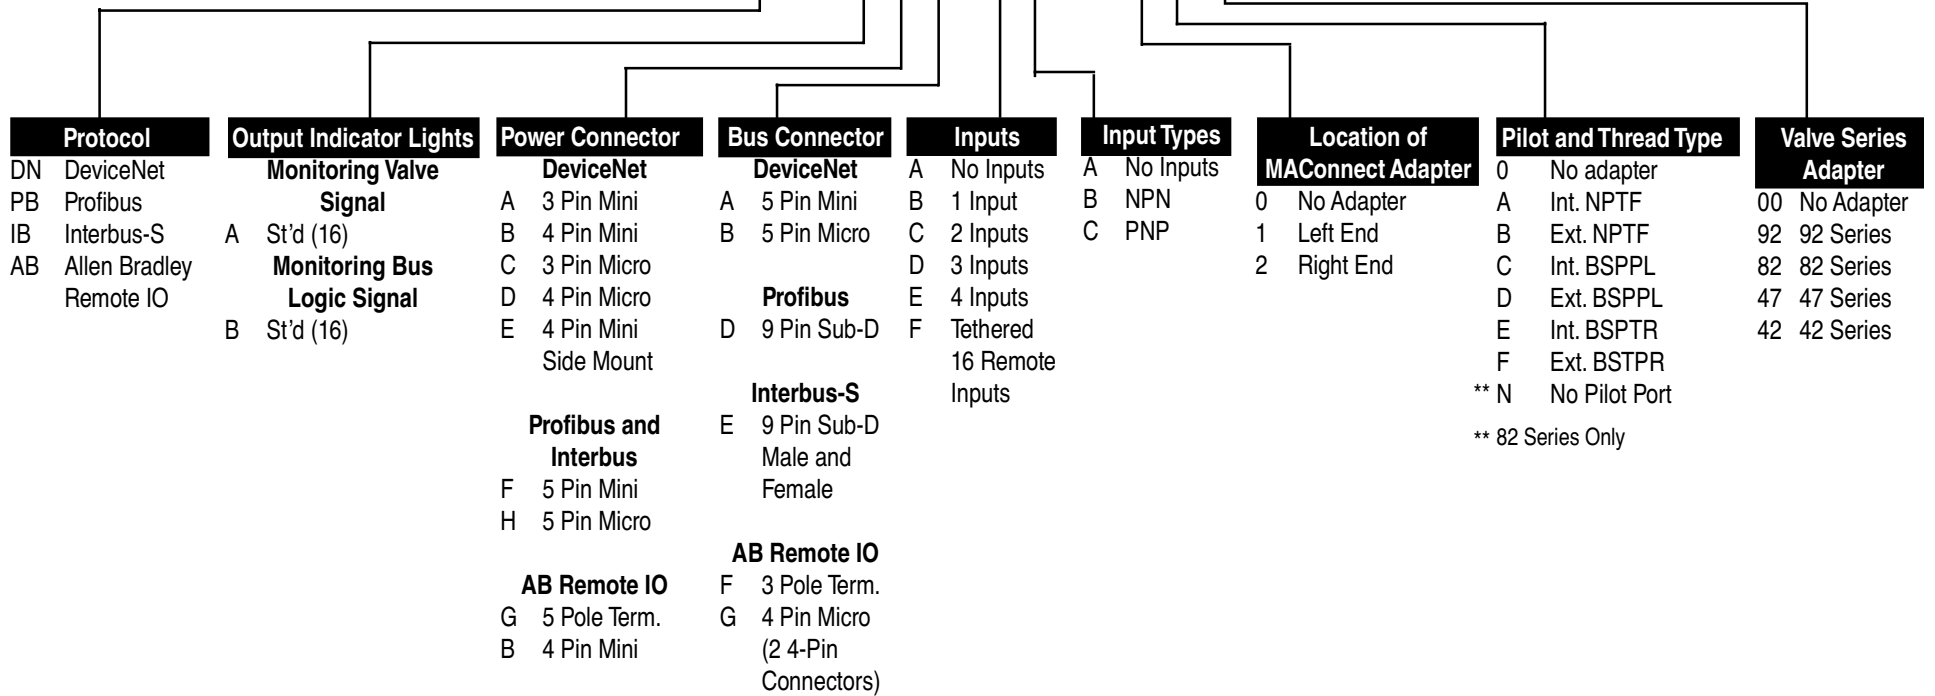 Protocol
DN DeviceNet
PB Profibus
IB Interbus-S
AB Allen Bradley
Remote IO
Output Indicator Lights
Monitoring Valve
Signal
A St'd (16)
Monitoring Bus
Logic Signal
B St'd (16)
Power Connector
DeviceNet
A 3 Pin Mini
B 4 Pin Mini
C 3 Pin Micro
D 4 Pin Micro
E 4 Pin Mini
Side Mount
Profibus and
Interbus
F 5 Pin Mini
H 5 Pin Micro
AB Remote IO
G 5 Pole Term.
B 4 Pin Mini
Bus Connector
DeviceNet
A 5 Pin Mini
B 5 Pin Micro
Profibus
D 9 Pin Sub-D
Interbus-S
E 9 Pin Sub-D
Male and
Female
AB Remote IO
F 3 Pole Term.
G 4 Pin Micro
(2 4-Pin
Connectors)
Inputs
A No Inputs
B 1 Input
C 2 Inputs
D 3 Inputs
E 4 Inputs
F Tethered
16 Remote
Inputs
Input Types
A No Inputs
B NPN
C PNP
Location of
MAConnect Adapter
0 No Adapter
1 Left End
2 Right End
Pilot and Thread Type
0 No adapter
A Int. NPTF
B Ext. NPTF
C Int. BSPPL
D Ext. BSPPL
E Int. BSPTR
F Ext. BSTPR
** N No Pilot Port
** 82 Series Only
Valve Series
Adapter
00 No Adapter
92 92 Series
82 82 Series
47 47 Series
42 42 Series